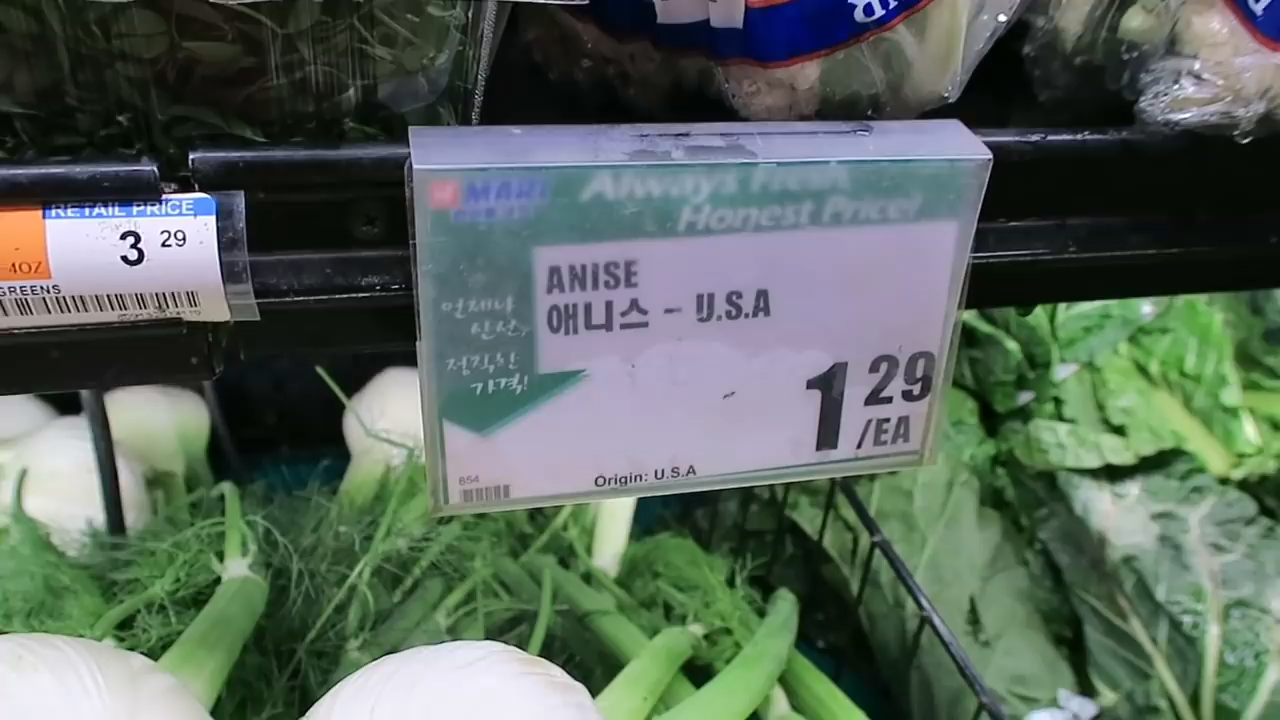 RETAIL PRICE
3 29
4OZ
GREENS
Always Fresh
Honest Price!
언제나
신선,
정직한
가격!
ANISE
애니스 - U.S.A
1 29
/EA
654
Origin: U.S.A